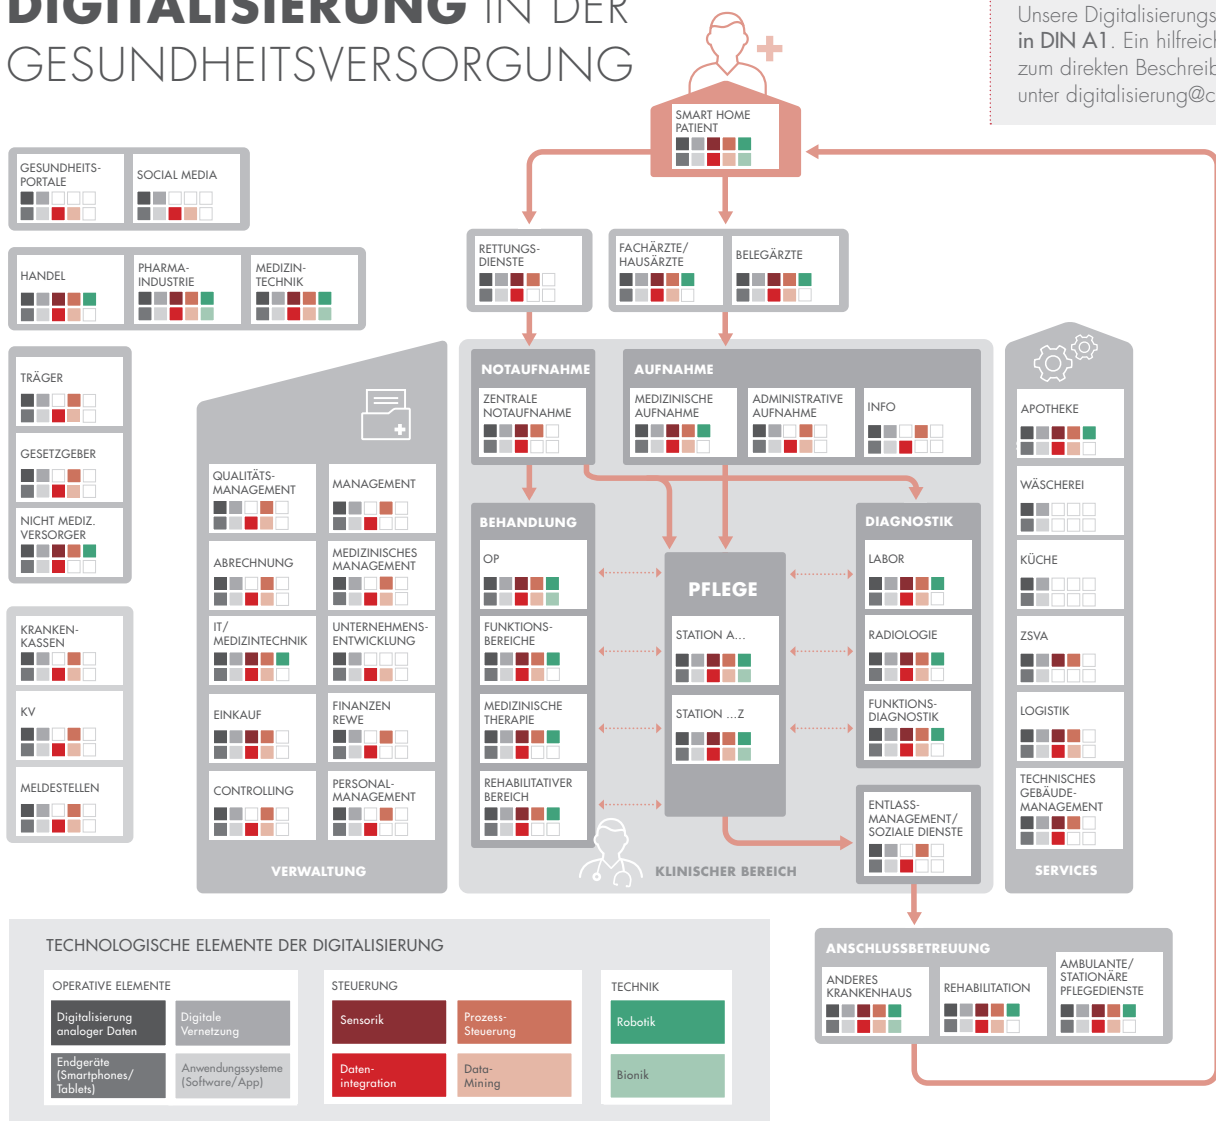 DIGITALISIERUNG IN DER
GESUNDHEITSVERSORGUNG
Unsere Digitalisierungs
in DIN A1. Ein hilfreich
zum direkten Beschreib
unter digitalisierung@c
SMART HOME
PATIENT
GESUNDHEITS-
PORTALE
SOCIAL MEDIA
HANDEL
PHARMA-
INDUSTRIE
MEDIZIN-
TECHNIK
RETTUNGS-
DIENSTE
FACHÄRZTE/
HAUSÄRZTE
BELEGÄRZTE
TRÄGER
GESETZGEBER
NICHT MEDIZ.
VERSORGER
KRANKEN-
KASSEN
KV
MELDESTELLEN
QUALITÄTS-
MANAGEMENT
MANAGEMENT
ABRECHNUNG
MEDIZINISCHES
MANAGEMENT
IT/
MEDIZINTECHNIK
UNTERNEHMENS-
ENTWICKLUNG
EINKAUF
FINANZEN
REWE
CONTROLLING
PERSONAL-
MANAGEMENT
VERWALTUNG
NOTAUFNAHME
ZENTRALE
NOTAUFNAHME
AUFNAHME
MEDIZINISCHE
AUFNAHME
ADMINISTRATIVE
AUFNAHME
INFO
BEHANDLUNG
OP
FUNKTIONS-
BEREICHE
MEDIZINISCHE
THERAPIE
REHABILITATIVER
BEREICH
PFLEGE
STATION A...
STATION ...Z
DIAGNOSTIK
LABOR
RADIOLOGIE
FUNKTIONS-
DIAGNOSTIK
ENTLASS-
MANAGEMENT/
SOZIALE DIENSTE
KLINISCHER BEREICH
APOTHEKE
WÄSCHEREI
KÜCHE
ZSVA
LOGISTIK
TECHNISCHES
GEBÄUDE-
MANAGEMENT
SERVICES
ANSCHLUSSBETREUUNG
ANDERES
KRANKENHAUS
REHABILITATION
AMBULANTE/
STATIONÄRE
PFLEGEDIENSTE
TECHNOLOGISCHE ELEMENTE DER DIGITALISIERUNG
OPERATIVE ELEMENTE
Digitalisierung
analoger Daten
Digitale
Vernetzung
Endgeräte
(Smartphones/
Tablets)
Anwendungssysteme
(Software/App)
STEUERUNG
Sensorik
Prozess-
Steuerung
Daten-
integration
Data-
Mining
TECHNIK
Robotik
Bionik